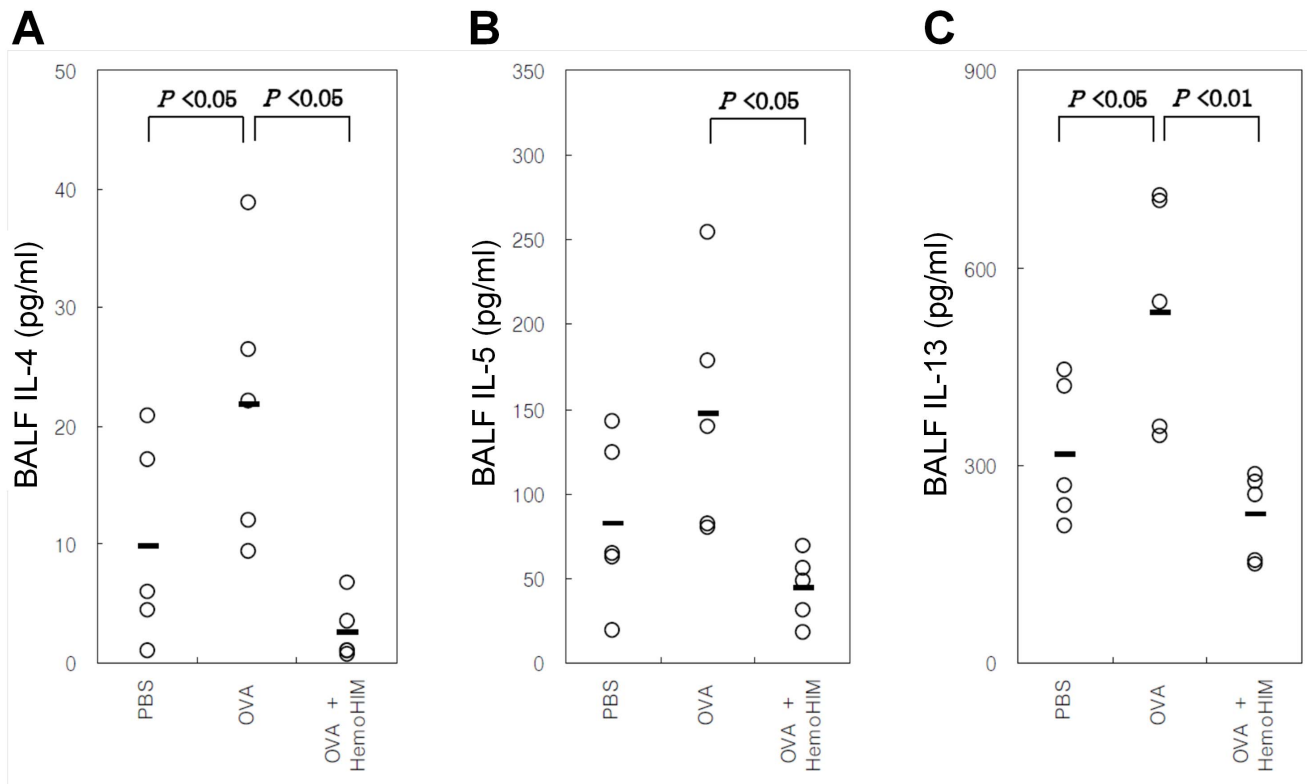 A
B
C
BALF IL-4 (pg/ml)
50
40
30
20
10
0
P <0.05
P <0.05
PBS
OVA
OVA +
HemoHIM
BALF IL-5 (pg/ml)
350
300
250
200
150
100
50
0
P <0.05
PBS
OVA
OVA +
HemoHIM
BALF IL-13 (pg/ml)
900
600
300
0
P <0.05
P <0.01
PBS
OVA
OVA +
HemoHIM